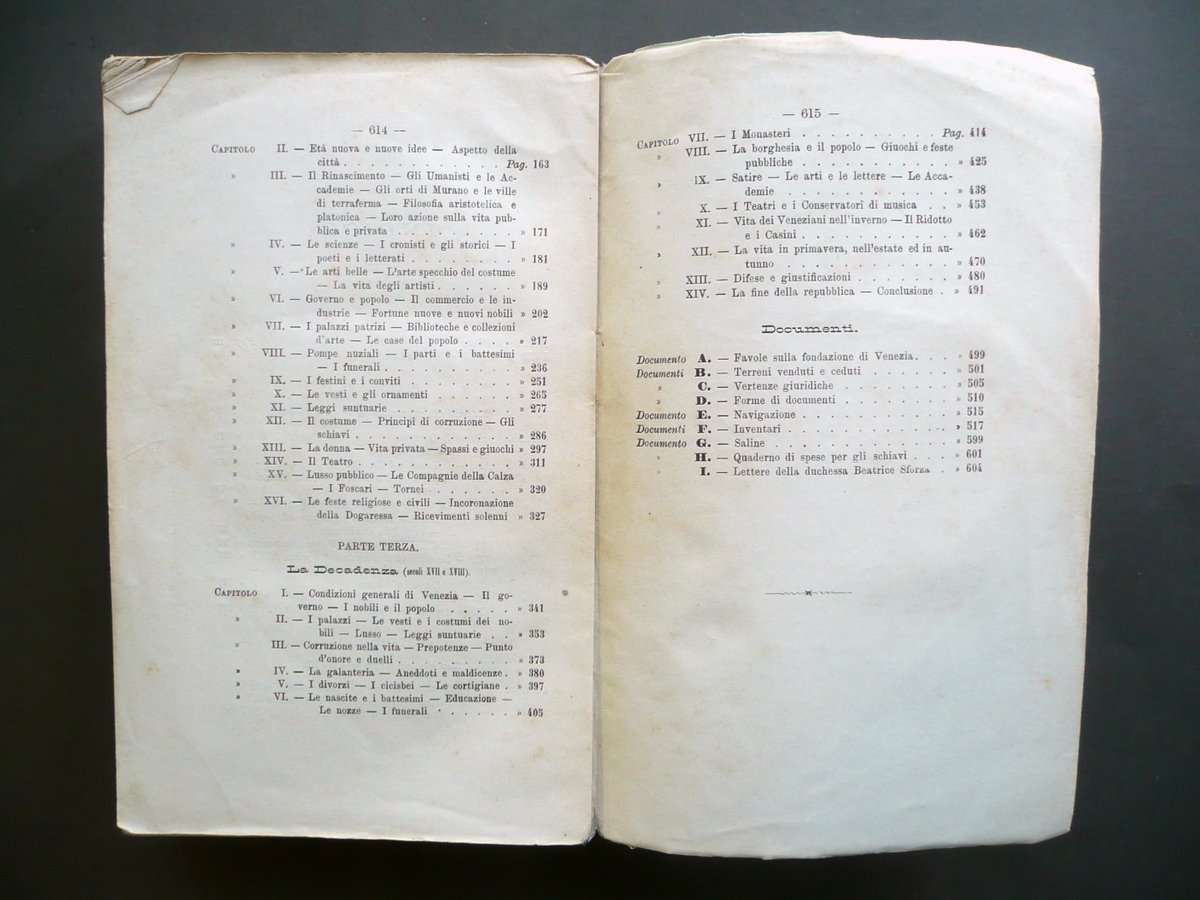 — 614 —
CAPITOLO II. — Età nuova e nuove idee — Aspetto della
città . . . . . . . . . . . . Pag. 163
» III. — Il Rinascimento — Gli Umanisti e le Ac-
cademie — Gli orti di Murano e le ville
di terraferma — Filosofia aristotelica e
platonica — Loro azione sulla vita pub-
blica e privata . . . . . . . . . » 171
» IV. — Le scienze — I cronisti e gli storici — I
poeti e i letterati . . . . . . . . » 181
» V. — Le arti belle — L'arte specchio del costume
— La vita degli artisti . . . . . . » 189
» VI. — Governo e popolo — Il commercio e le in-
dustrie — Fortune nuove e nuovi nobili » 202
» VII. — I palazzi patrizi — Biblioteche e collezioni
d'arte — Le case del popolo . . . . » 217
» VIII. — Pompe nuziali — I parti e i battesimi
— I funerali . . . . . . . . . . » 236
» IX. — I festini e i conviti . . . . . . . . » 251
» X. — Le vesti e gli ornamenti . . . . . . » 265
» XI. — Leggi suntuarie . . . . . . . . . » 277
» XII. — Il costume — Principî di corruzione — Gli
schiavi . . . . . . . . . . . . » 286
» XIII. — La donna — Vita privata — Spassi e giuochi » 297
» XIV. — Il Teatro . . . . . . . . . . . . » 311
» XV. — Lusso pubblico — Le Compagnie della Calza
— I Foscari — Tornei . . . . . . » 320
» XVI. — Le feste religiose e civili — Incoronazione
della Dogaressa — Ricevimenti solenni » 327
PARTE TERZA.
La Decadenza (secoli XVII e XVIII).
CAPITOLO I. — Condizioni generali di Venezia — Il go-
verno — I nobili e il popolo . . . . . » 341
» II. — I palazzi — Le vesti e i costumi dei no-
bili — Lusso — Leggi suntuarie . . » 353
» III. — Corruzione nella vita — Prepotenze — Punto
d'onore e duelli . . . . . . . . . » 373
» IV. — La galanteria — Aneddoti e maldicenze . » 380
» V. — I divorzi — I cicisbei — Le cortigiane . » 397
» VI. — Le nascite e i battesimi — Educazione —
Le nozze — I funerali . . . . . . » 405
— 615 —
CAPITOLO VII. — I Monasteri . . . . . . . . . . . Pag. 414
» VIII. — La borghesia e il popolo — Giuochi e feste
pubbliche . . . . . . . . . . . » 425
» IX. — Satire — Le arti e le lettere — Le Acca-
demie . . . . . . . . . . . . » 438
» X. — I Teatri e i Conservatori di musica . . » 453
» XI. — Vita dei Veneziani nell'inverno — Il Ridotto
e i Casini . . . . . . . . . . . » 462
» XII. — La vita in primavera, nell'estate ed in au-
tunno . . . . . . . . . . . . » 470
» XIII. — Difese e giustificazioni . . . . . . . » 480
» XIV. — La fine della repubblica — Conclusione . » 491
Documenti.
Documento A. — Favole sulla fondazione di Venezia . . . » 499
Documenti B. — Terreni venduti e ceduti . . . . . . . » 501
» C. — Vertenze giuridiche . . . . . . . . . » 505
» D. — Forme di documenti . . . . . . . . » 510
Documento E. — Navigazione . . . . . . . . . . . » 515
Documenti F. — Inventari . . . . . . . . . . . . » 517
Documento G. — Saline . . . . . . . . . . . . . » 599
» H. — Quaderno di spese per gli schiavi . . . » 601
» I. — Lettere della duchessa Beatrice Sforza . » 604